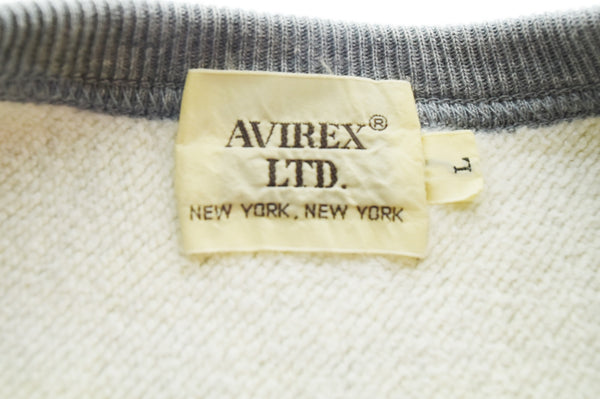 AVIREX®
LTD.
NEW YORK, NEW YORK
L